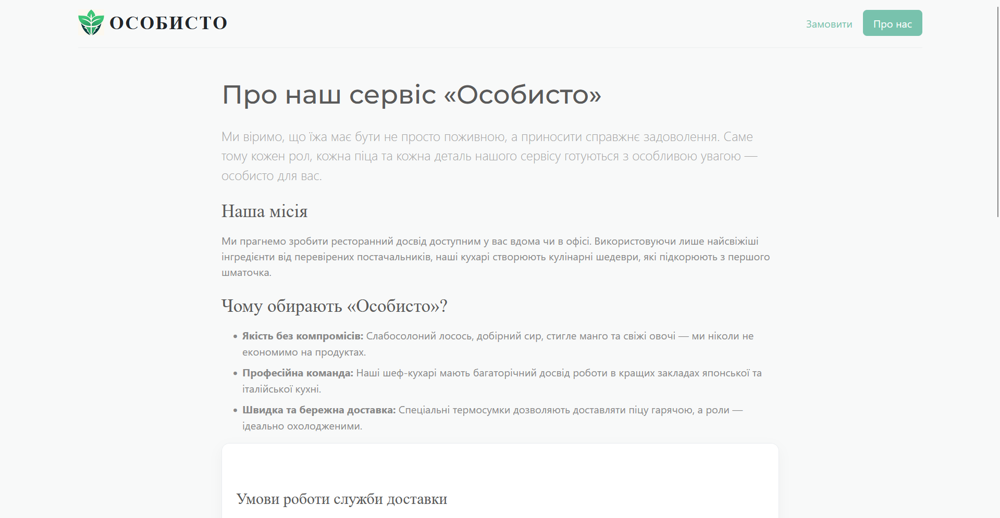 ОСОБИСТО
Замовити
Про нас
Про наш сервіс «Особисто»
Ми віримо, що їжа має бути не просто поживною, а приносити справжнє задоволення. Саме
тому кожен рол, кожна піца та кожна деталь нашого сервісу готуються з особливою увагою —
особисто для вас.
Наша місія
Ми прагнемо зробити ресторанний досвід доступним у вас вдома чи в офісі. Використовуючи лише найсвіжіші
інгредієнти від перевірених постачальників, наші кухарі створюють кулінарні шедеври, які підкорюють з першого
шматочка.
Чому обирають «Особисто»?
• Якість без компромісів: Слабосолоний лосось, добірний сир, стигле манго та свіжі овочі — ми ніколи не
економимо на продуктах.
• Професійна команда: Наші шеф-кухарі мають багаторічний досвід роботи в кращих закладах японської та
італійської кухні.
• Швидка та бережна доставка: Спеціальні термосумки дозволяють доставляти піцу гарячою, а роли —
ідеально охолодженими.
Умови роботи служби доставки